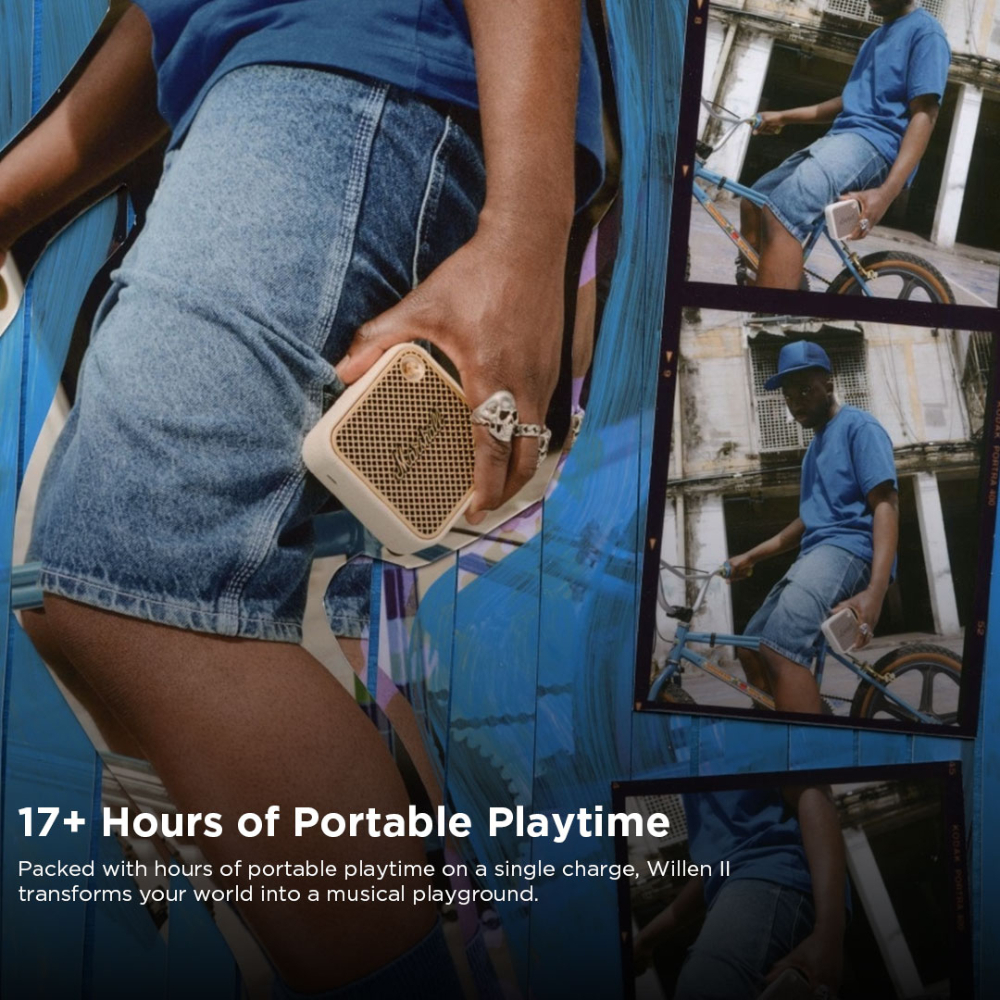 17+ Hours of Portable Playtime
Packed with hours of portable playtime on a single charge, Willen II
transforms your world into a musical playground.